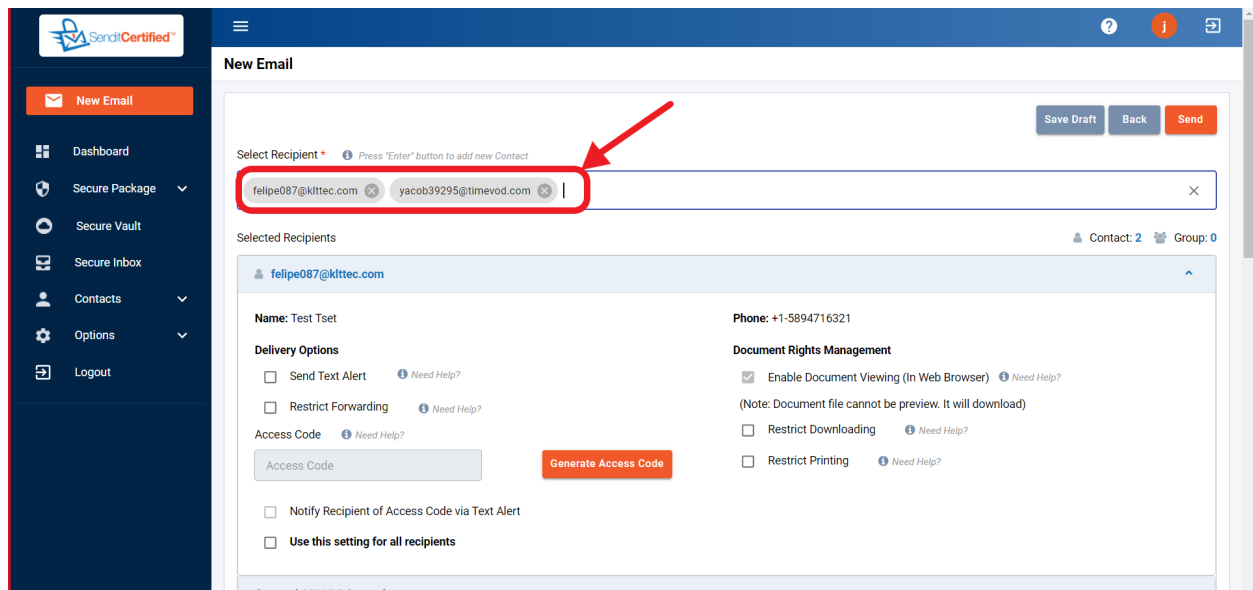 SenditCertified™
j
New Email
New Email
Save Draft
Back
Send
Select Recipient *
Press "Enter" button to add new Contact
felipe087@klttec.com
yacob39295@timevod.com
Selected Recipients
Contact: 2
Group: 0
felipe087@klttec.com
Name: Test Tset
Phone: +1-5894716321
Delivery Options
Document Rights Management
Send Text Alert
Need Help?
Enable Document Viewing (In Web Browser)
Need Help?
(Note: Document file cannot be preview. It will download)
Restrict Forwarding
Need Help?
Restrict Downloading
Need Help?
Access Code
Need Help?
Access Code
Generate Access Code
Restrict Printing
Need Help?
Notify Recipient of Access Code via Text Alert
Use this setting for all recipients
Dashboard
Secure Package
Secure Vault
Secure Inbox
Contacts
Options
Logout